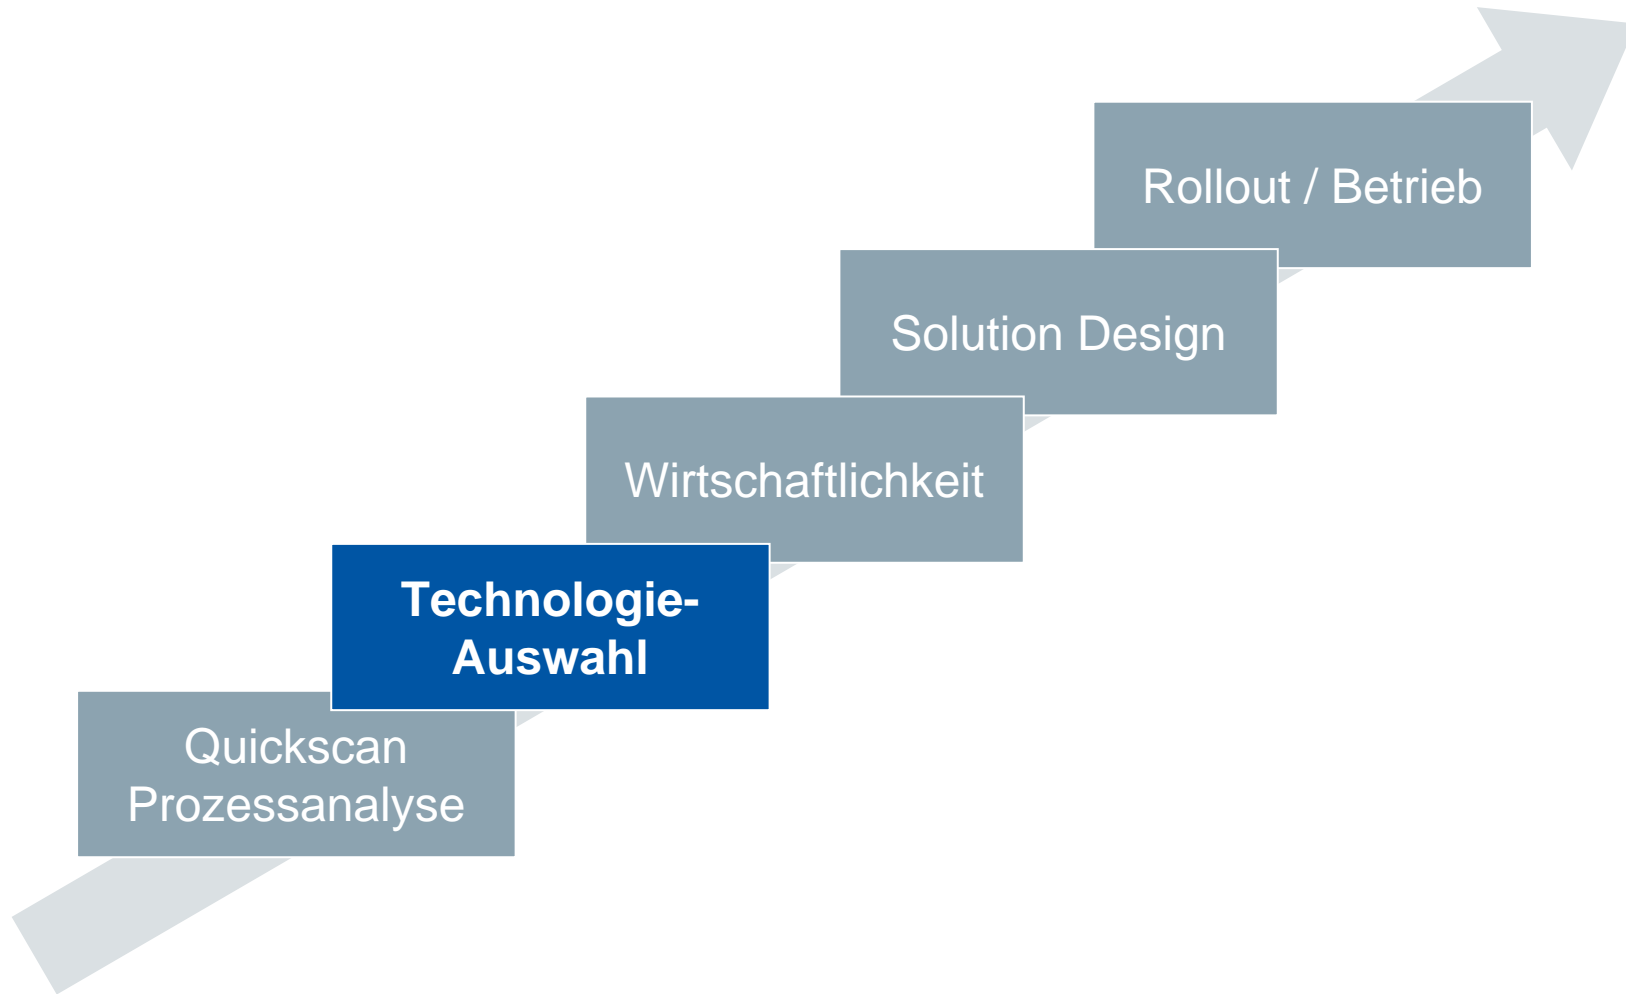 Rollout / Betrieb
Solution Design
Wirtschaftlichkeit
Technologie-
Auswahl
Quickscan
Prozessanalyse